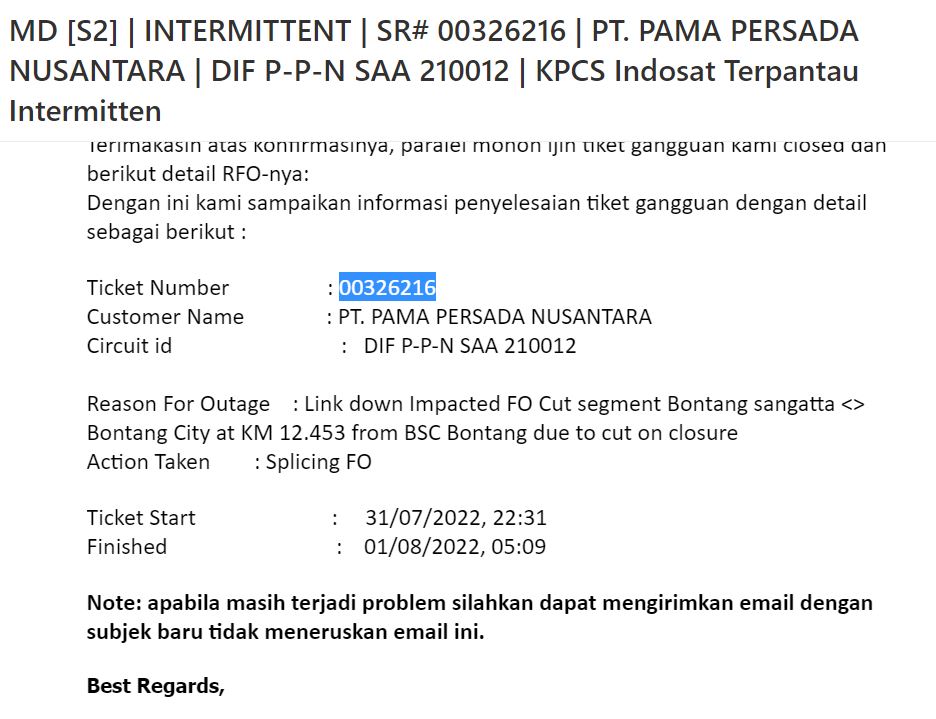 MD [S2] | INTERMITTENT | SR# 00326216 | PT. PAMA PERSADA
NUSANTARA | DIF P-P-N SAA 210012 | KPCS Indosat Terpantau
Intermitten
Terimakasih atas konfirmasinya, paralel mohon ijin tiket gangguan kami closed dan
berikut detail RFO-nya:
Dengan ini kami sampaikan informasi penyelesaian tiket gangguan dengan detail
sebagai berikut :
Ticket Number : 00326216
Customer Name : PT. PAMA PERSADA NUSANTARA
Circuit id : DIF P-P-N SAA 210012
Reason For Outage : Link down Impacted FO Cut segment Bontang sangatta <>
Bontang City at KM 12.453 from BSC Bontang due to cut on closure
Action Taken : Splicing FO
Ticket Start : 31/07/2022, 22:31
Finished : 01/08/2022, 05:09
Note: apabila masih terjadi problem silahkan dapat mengirimkan email dengan
subjek baru tidak meneruskan email ini.
Best Regards,